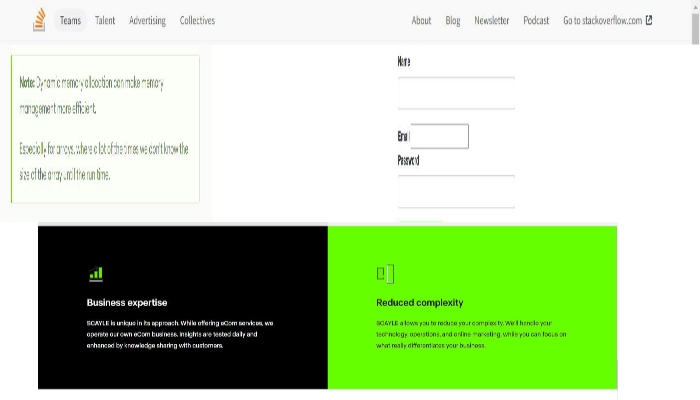 Teams Talent Advertising Collectives About Blog Newsletter Podcast Go to stackoverflow.com
Note: Dynamic memory allocation can make memory
management more efficient.
Especially for arrays, where a lot of the times we don't know the
size of the array until the run time.
Name
Email
Password
Business expertise
SCAYLE is unique in its approach. While offering eCom services, we
operate our own eCom business. Insights are tested daily and
enhanced by knowledge sharing with customers.
Reduced complexity
SCAYLE allows you to reduce your complexity. We'll handle your
technology, operations, and online marketing, while you can focus on
what really differentiates your business.